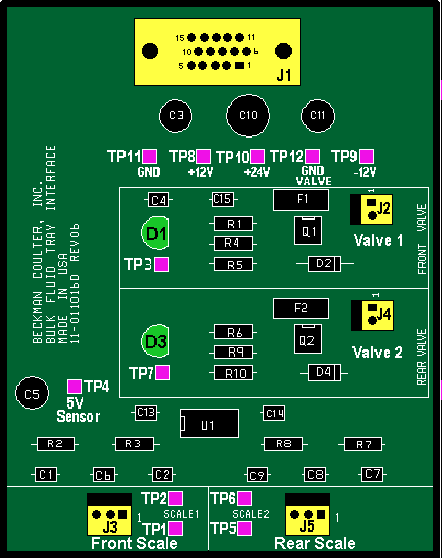 15 11
10 6
5 1
J1
C3 C10 C11
TP11 TP8 TP10 TP12 TP9
GND +12V +24V GND -12V
VALVE
BECKMAN COULTER, INC.
BULK FLUID TRAY INTERFACE
MADE IN USA
11-011016D REV06
C4 C15 F1 1
J2
D1 R1 Q1
R4 Valve 1
TP3 R5 D2
FRONT VALVE
F2 1
J4
D3 R6 Q2
R9 Valve 2
TP7 R10 D4
REAR VALVE
C5 TP4
5V
Sensor
C13 C14
U1
R2 R3 R8 R7
C1 C6 C2 C9 C8 C7
TP2 TP6
J3 1 SCALE1 SCALE2 J5 1
TP1 TP5
Front Scale Rear Scale